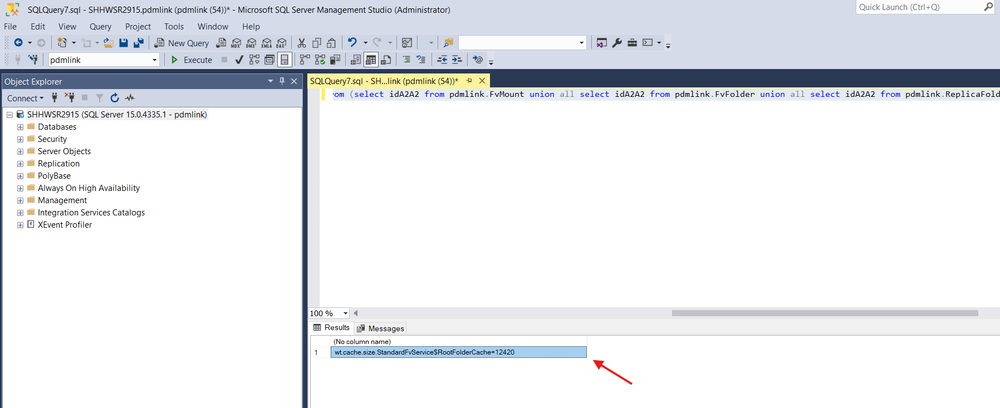 SQLQuery7.sql - SHHWSR2915.pdmlink (pdmlink (54))* - Microsoft SQL Server Management Studio (Administrator)
Quick Launch (Ctrl+Q)
File Edit View Query Project Tools Window Help
New Query MDX DMX XMLA DAX
pdmlink Execute
Object Explorer
Connect
SHHWSR2915 (SQL Server 15.0.4335.1 - pdmlink)
Databases
Security
Server Objects
Replication
PolyBase
Always On High Availability
Management
Integration Services Catalogs
XEvent Profiler
SQLQuery7.sql - SH...link (pdmlink (54))*
om (select idA2A2 from pdmlink.FvMount union all select idA2A2 from pdmlink.FvFolder union all select idA2A2 from pdmlink.ReplicaFold
100 %
Results Messages
(No column name)
1 wt.cache.size.StandardFvService$RootFolderCache=12420